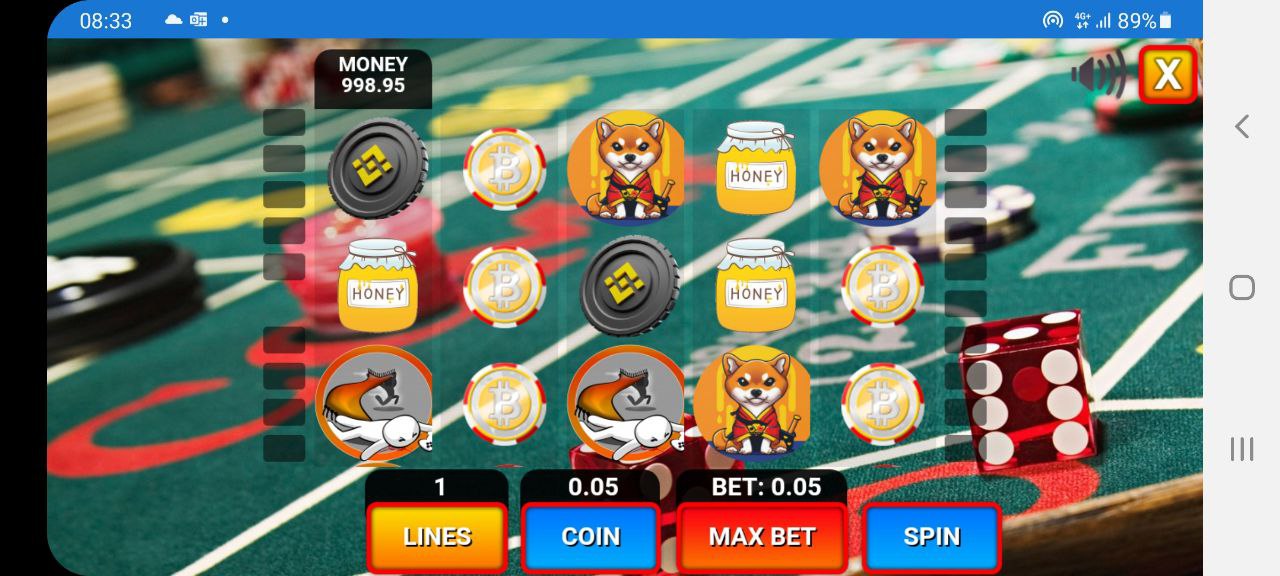 08:33
4G+
89%
MONEY
998.95
X
HONEY
HONEY
HONEY
1
0.05
BET: 0.05
LINES
COIN
MAX BET
SPIN